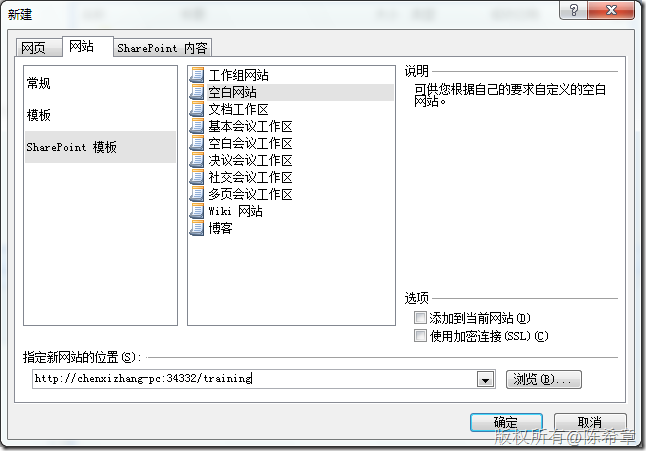 新建
网页 网站 SharePoint 内容
常规
模板
SharePoint 模板
工作组网站
空白网站
文档工作区
基本会议工作区
空白会议工作区
决议会议工作区
社交会议工作区
多页会议工作区
Wiki 网站
博客
说明
可供您根据自己的要求自定义的空白
网站。
选项
添加到当前网站(D)
使用加密连接(SSL)(C)
指定新网站的位置(S):
http://chenxizhang-pc:34332/training
浏览(B)...
确定 取消
版权所有@陈希章